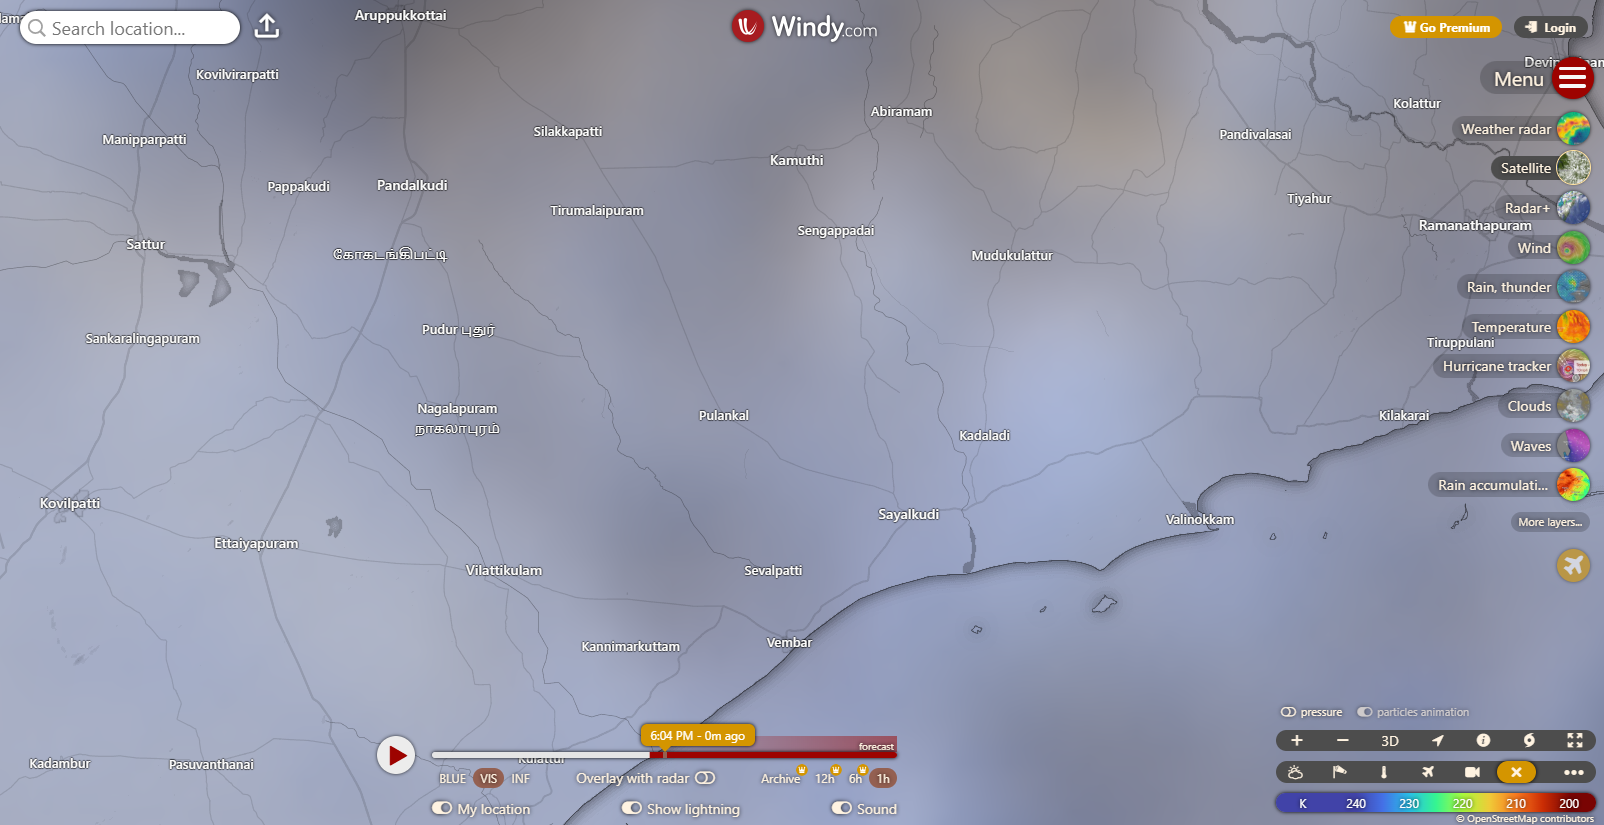 Aruppukkottai
Search location...
Windy.com
Go Premium
Login
Kovilvirarpatti
Menu
Kolattur
Abiramam
Weather radar
Manipparpatti
Silakkapatti
Pandivalasai
Kamuthi
Satellite
Pappakudi
Pandalkudi
Tirumalaipuram
Tiyahur
Radar+
Sengappadai
Ramanathapuram
Sattur
கோகடங்கிபட்டி
Mudukulattur
Wind
Rain, thunder
Pudur புதுர்
Temperature
Sankaralingapuram
Tiruppulani
Hurricane tracker
Nagalapuram
நாகலாபுரம்
Pulankal
Kilakarai
Clouds
Kadaladi
Waves
Rain accumulati...
Kovilpatti
Sayalkudi
Valinokkam
More layers...
Ettaiyapuram
Vilattikulam
Sevalpatti
Kannimarkuttam
Vembar
pressure
particles animation
6:04 PM - 0m ago
forecast
3D
Kadambur
Pasuvanthanai
BLUE VIS INF
Overlay with radar
Archive 12h 6h 1h
My location
Show lightning
Sound
K 240 230 220 210 200
© OpenStreetMap contributors